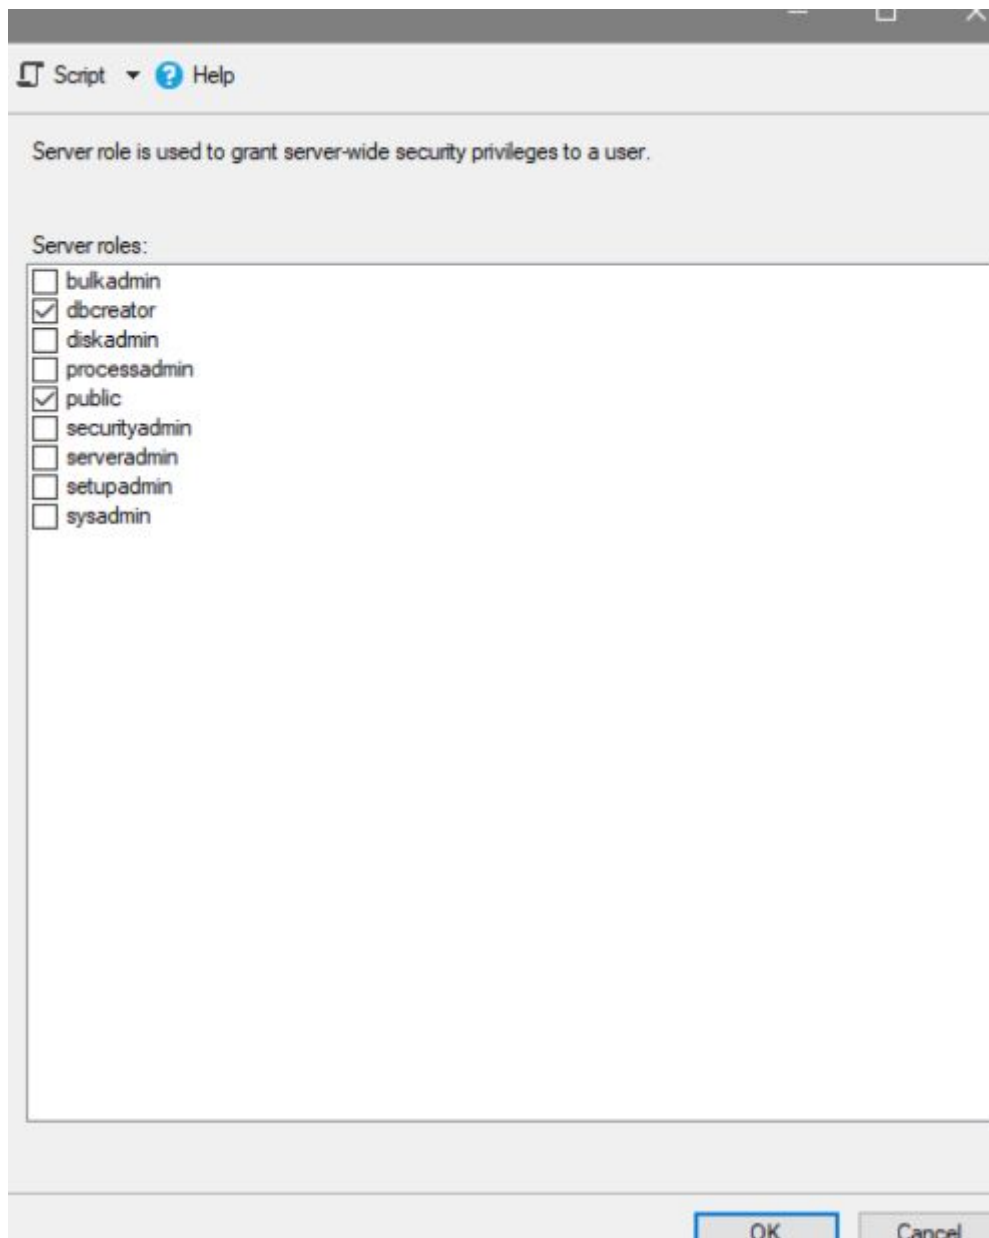 Script Help
Server role is used to grant server-wide security privileges to a user.
Server roles:
bulkadmin
dbcreator
diskadmin
processadmin
public
securityadmin
serveradmin
setupadmin
sysadmin
OK Cancel